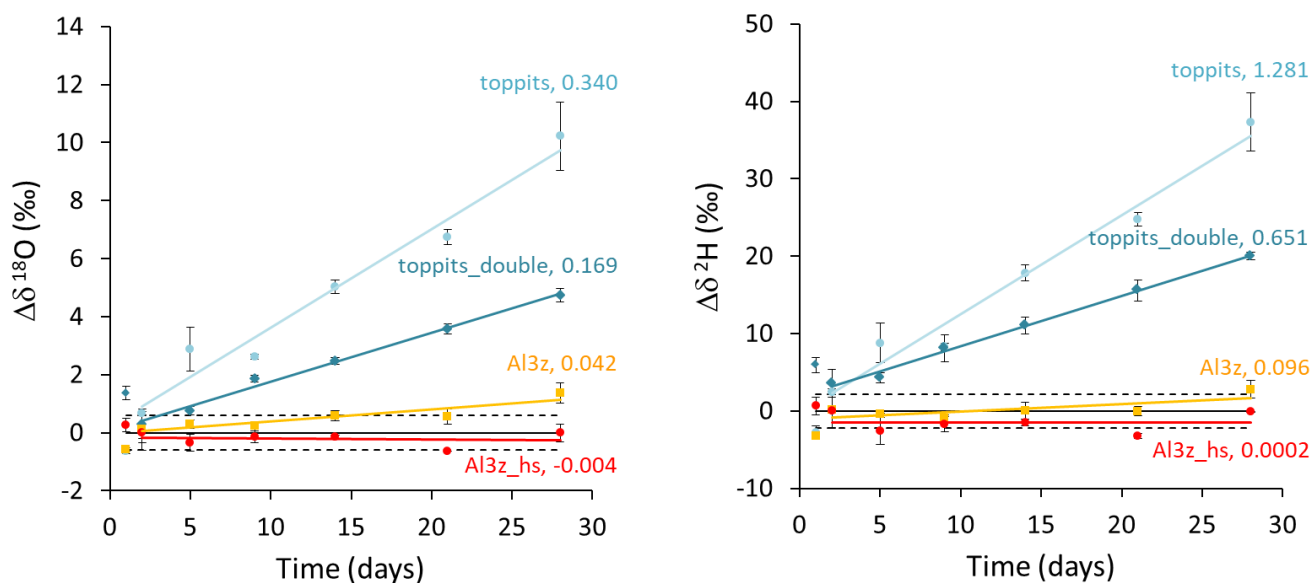 14
12
10
8
6
4
2
0
-2
Δδ ¹⁸O (‰)
toppits, 0.340
toppits_double, 0.169
Al3z, 0.042
Al3z_hs, -0.004
0 5 10 15 20 25 30
Time (days)
50
40
30
20
10
0
-10
Δδ ²H (‰)
toppits, 1.281
toppits_double, 0.651
Al3z, 0.096
Al3z_hs, 0.0002
0 5 10 15 20 25 30
Time (days)